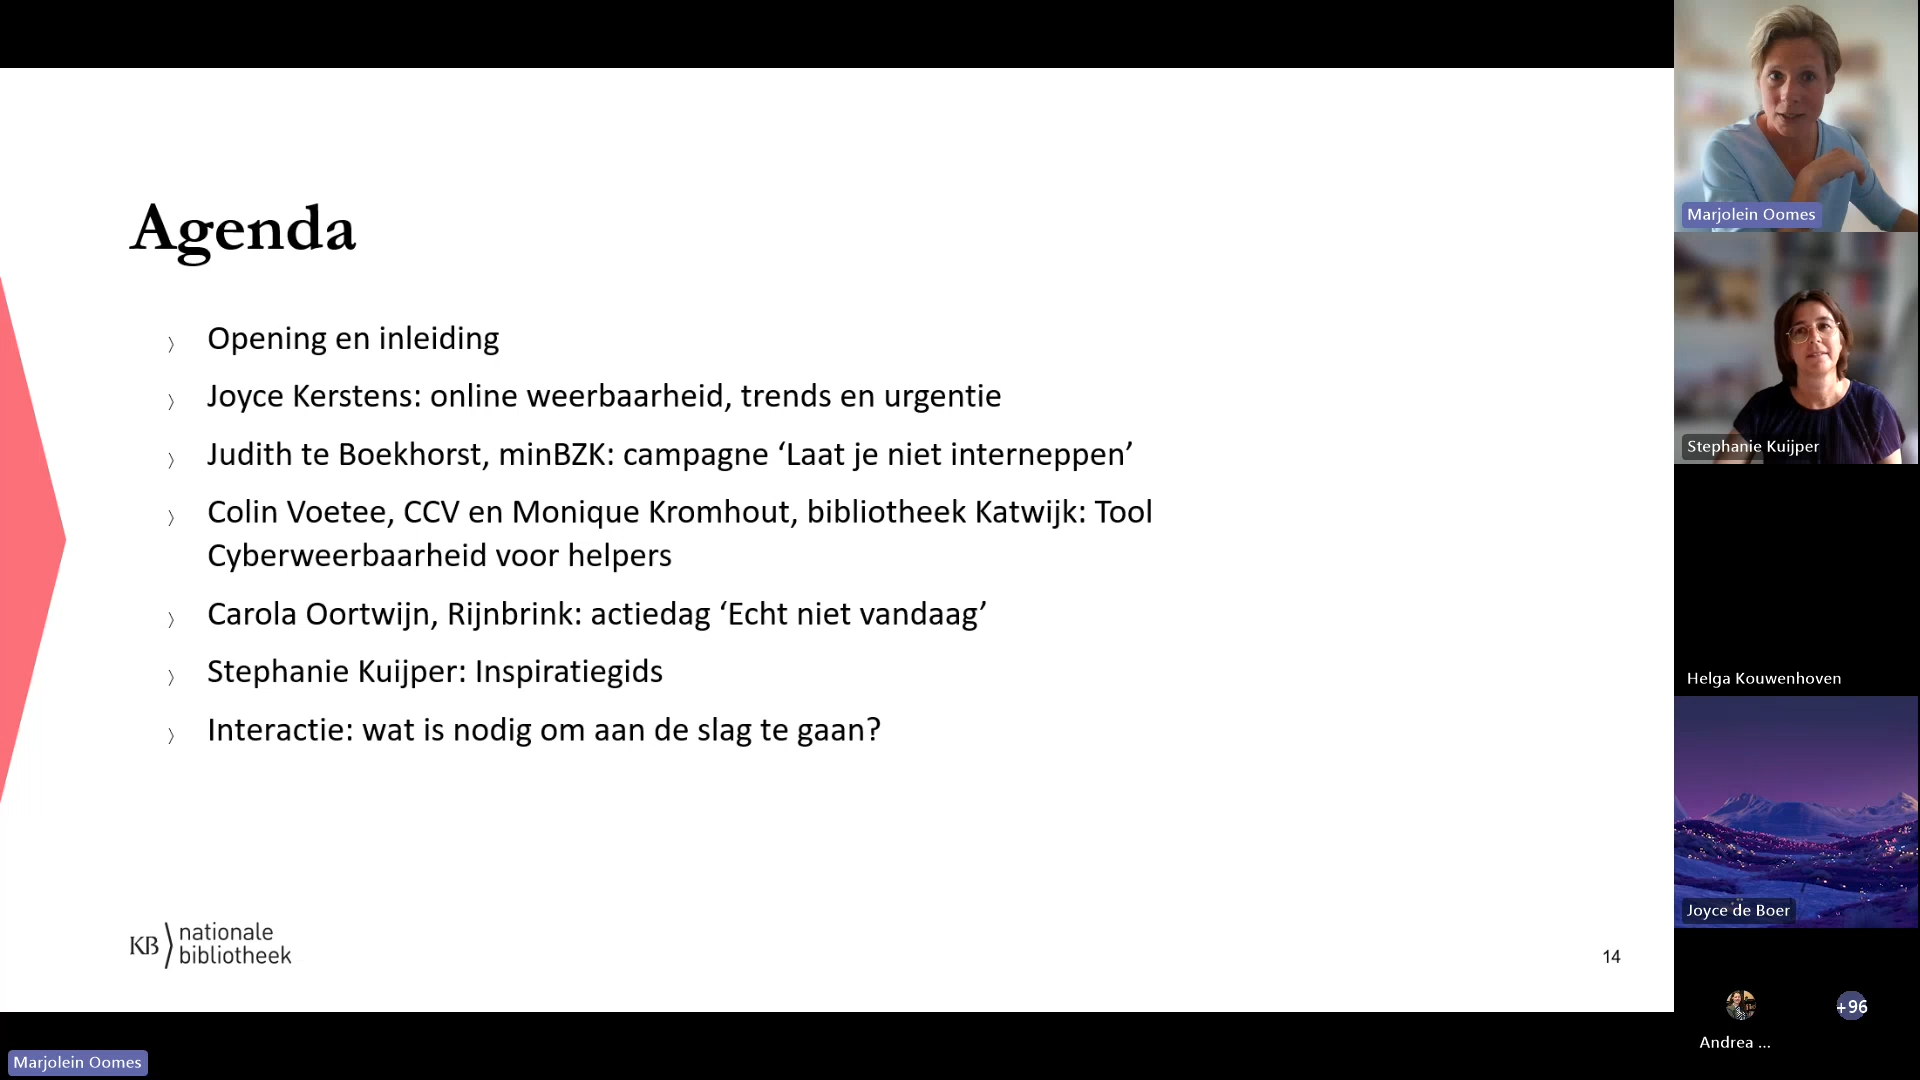 Agenda
Opening en inleiding
Joyce Kerstens: online weerbaarheid, trends en urgentie
Judith te Boekhorst, minBZK: campagne ‘Laat je niet interneppen’
Colin Voetee, CCV en Monique Kromhout, bibliotheek Katwijk: Tool
Cyberweerbaarheid voor helpers
Carola Oortwijn, Rijnbrink: actiedag ‘Echt niet vandaag’
Stephanie Kuijper: Inspiratiegids
Interactie: wat is nodig om aan de slag te gaan?
KB nationale
bibliotheek
14
Marjolein Oomes
Marjolein Oomes
Stephanie Kuijper
Helga Kouwenhoven
Joyce de Boer
+96
Andrea ...